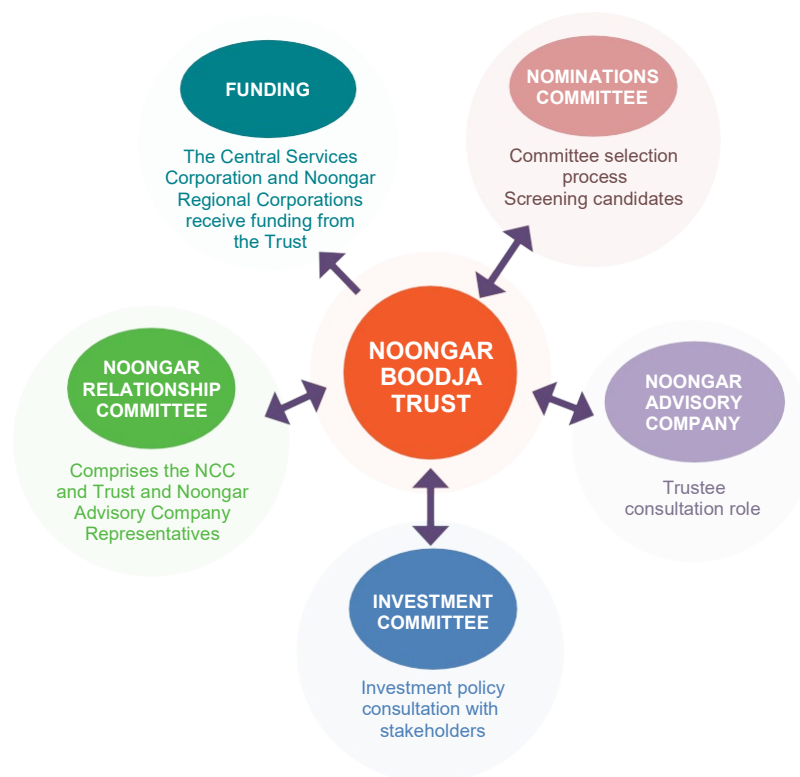 FUNDING
The Central Services
Corporation and Noongar
Regional Corporations
receive funding from
the Trust
NOMINATIONS
COMMITTEE
Committee selection
process
Screening candidates
NOONGAR
BOODJA
TRUST
NOONGAR
RELATIONSHIP
COMMITTEE
Comprises the NCC
and Trust and Noongar
Advisory Company
Representatives
NOONGAR
ADVISORY
COMPANY
Trustee
consultation role
INVESTMENT
COMMITTEE
Investment policy
consultation with
stakeholders